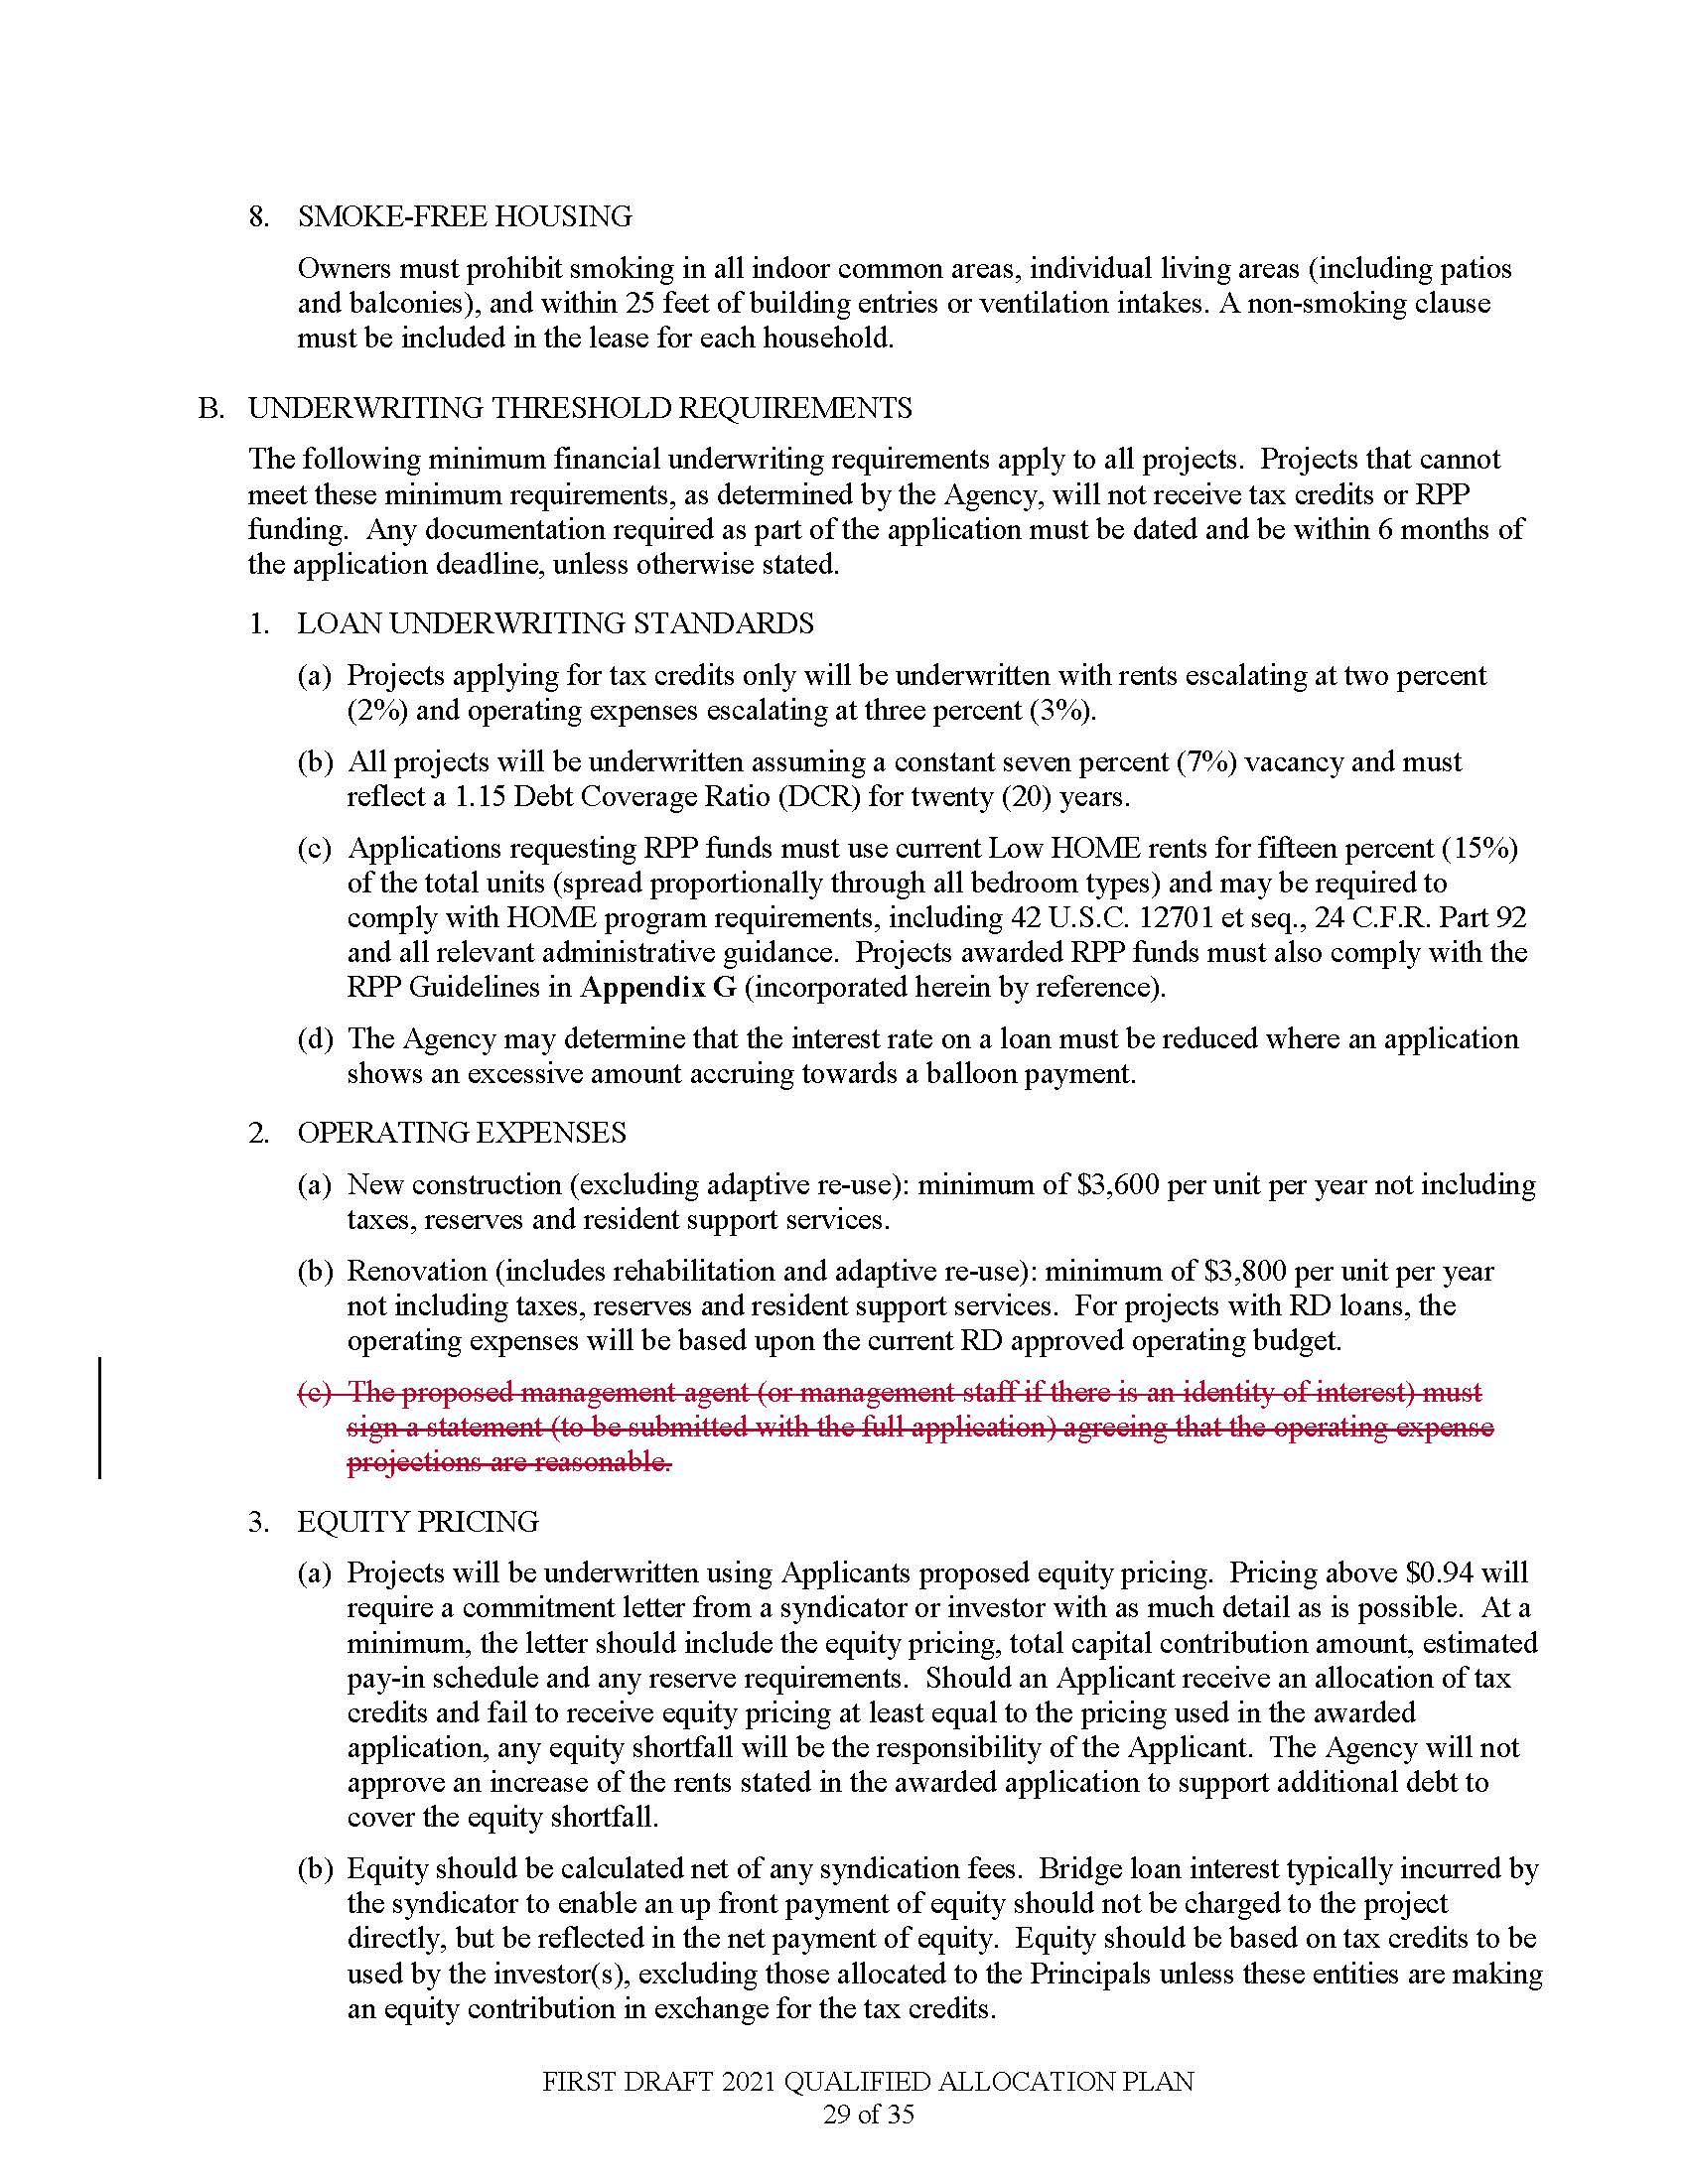 8. SMOKE-FREE HOUSING
Owners must prohibit smoking in all indoor common areas, individual living areas (including patios
and balconies), and within 25 feet of building entries or ventilation intakes. A non-smoking clause
must be included in the lease for each household.
B. UNDERWRITING THRESHOLD REQUIREMENTS
The following minimum financial underwriting requirements apply to all projects. Projects that cannot
meet these minimum requirements, as determined by the Agency, will not receive tax credits or RPP
funding. Any documentation required as part of the application must be dated and be within 6 months of
the application deadline, unless otherwise stated.
1. LOAN UNDERWRITING STANDARDS
(a) Projects applying for tax credits only will be underwritten with rents escalating at two percent
(2%) and operating expenses escalating at three percent (3%).
(b) All projects will be underwritten assuming a constant seven percent (7%) vacancy and must
reflect a 1.15 Debt Coverage Ratio (DCR) for twenty (20) years.
(c) Applications requesting RPP funds must use current Low HOME rents for fifteen percent (15%)
of the total units (spread proportionally through all bedroom types) and may be required to
comply with HOME program requirements, including 42 U.S.C. 12701 et seq., 24 C.F.R. Part 92
and all relevant administrative guidance. Projects awarded RPP funds must also comply with the
RPP Guidelines in Appendix G (incorporated herein by reference).
(d) The Agency may determine that the interest rate on a loan must be reduced where an application
shows an excessive amount accruing towards a balloon payment.
2. OPERATING EXPENSES
(a) New construction (excluding adaptive re-use): minimum of $3,600 per unit per year not including
taxes, reserves and resident support services.
(b) Renovation (includes rehabilitation and adaptive re-use): minimum of $3,800 per unit per year
not including taxes, reserves and resident support services. For projects with RD loans, the
operating expenses will be based upon the current RD approved operating budget.
(c) The proposed management agent (or management staff if there is an identity of interest) must
sign a statement (to be submitted with the full application) agreeing that the operating expense
projections are reasonable.
3. EQUITY PRICING
(a) Projects will be underwritten using Applicants proposed equity pricing. Pricing above $0.94 will
require a commitment letter from a syndicator or investor with as much detail as is possible. At a
minimum, the letter should include the equity pricing, total capital contribution amount, estimated
pay-in schedule and any reserve requirements. Should an Applicant receive an allocation of tax
credits and fail to receive equity pricing at least equal to the pricing used in the awarded
application, any equity shortfall will be the responsibility of the Applicant. The Agency will not
approve an increase of the rents stated in the awarded application to support additional debt to
cover the equity shortfall.
(b) Equity should be calculated net of any syndication fees. Bridge loan interest typically incurred by
the syndicator to enable an up front payment of equity should not be charged to the project
directly, but be reflected in the net payment of equity. Equity should be based on tax credits to be
used by the investor(s), excluding those allocated to the Principals unless these entities are making
an equity contribution in exchange for the tax credits.
FIRST DRAFT 2021 QUALIFIED ALLOCATION PLAN
29 of 35